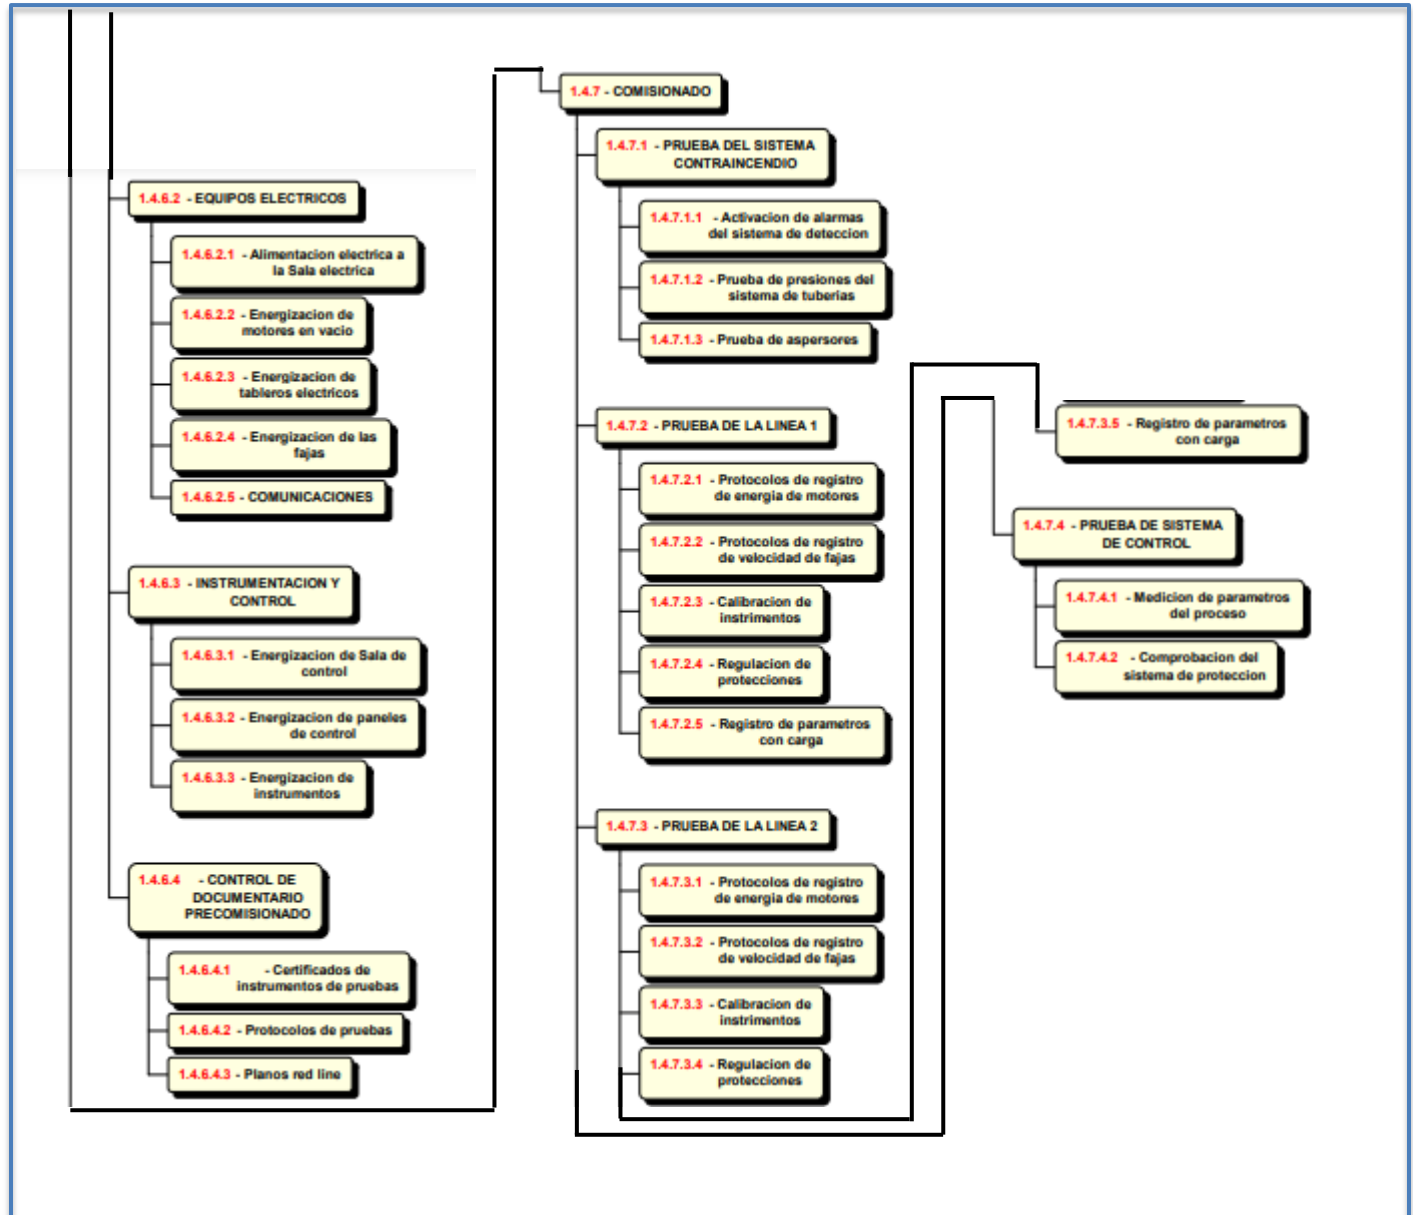 1.4.6.2 - EQUIPOS ELECTRICOS
1.4.6.2.1 - Alimentacion electrica a
la Sala electrica
1.4.6.2.2 - Energizacion de
motores en vacio
1.4.6.2.3 - Energizacion de
tableros electricos
1.4.6.2.4 - Energizacion de las
fajas
1.4.6.2.5 - COMUNICACIONES
1.4.6.3 - INSTRUMENTACION Y
CONTROL
1.4.6.3.1 - Energizacion de Sala de
control
1.4.6.3.2 - Energizacion de paneles
de control
1.4.6.3.3 - Energizacion de
instrumentos
1.4.6.4 - CONTROL DE
DOCUMENTARIO
PRECOMISIONADO
1.4.6.4.1 - Certificados de
instrumentos de pruebas
1.4.6.4.2 - Protocolos de pruebas
1.4.6.4.3 - Planos red line
1.4.7 - COMISIONADO
1.4.7.1 - PRUEBA DEL SISTEMA
CONTRAINCENDIO
1.4.7.1.1 - Activacion de alarmas
del sistema de deteccion
1.4.7.1.2 - Prueba de presiones del
sistema de tuberias
1.4.7.1.3 - Prueba de aspersores
1.4.7.2 - PRUEBA DE LA LINEA 1
1.4.7.2.1 - Protocolos de registro
de energia de motores
1.4.7.2.2 - Protocolos de registro
de velocidad de fajas
1.4.7.2.3 - Calibracion de
instrimentos
1.4.7.2.4 - Regulacion de
protecciones
1.4.7.2.5 - Registro de parametros
con carga
1.4.7.3 - PRUEBA DE LA LINEA 2
1.4.7.3.1 - Protocolos de registro
de energia de motores
1.4.7.3.2 - Protocolos de registro
de velocidad de fajas
1.4.7.3.3 - Calibracion de
instrimentos
1.4.7.3.4 - Regulacion de
protecciones
1.4.7.3.5 - Registro de parametros
con carga
1.4.7.4 - PRUEBA DE SISTEMA
DE CONTROL
1.4.7.4.1 - Medicion de parametros
del proceso
1.4.7.4.2 - Comprobacion del
sistema de proteccion